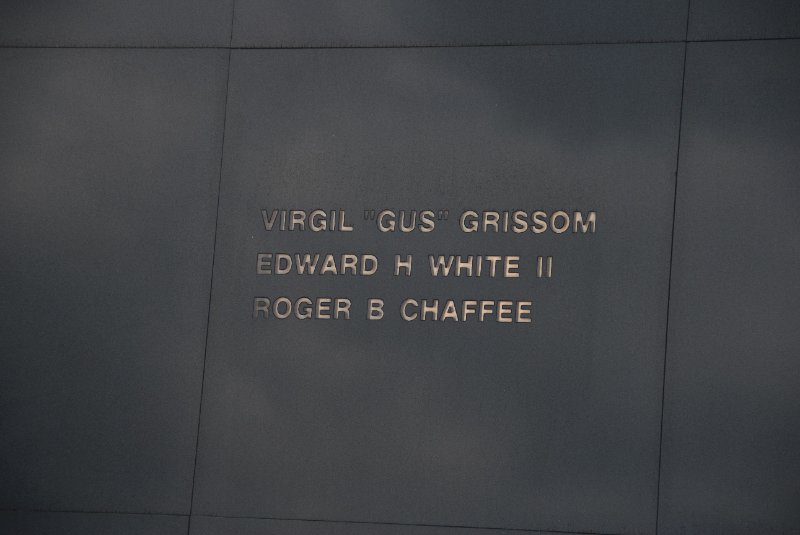 VIRGIL "GUS" GRISSOM
EDWARD H WHITE II
ROGER B CHAFFEE